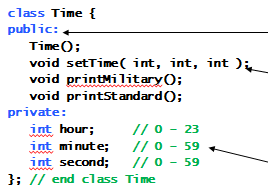 class Time {
public:
Time();
void setTime( int, int, int );
void printMilitary();
void printStandard();
private:
int hour; // 0 – 23
int minute; // 0 – 59
int second; // 0 – 59
}; // end class Time